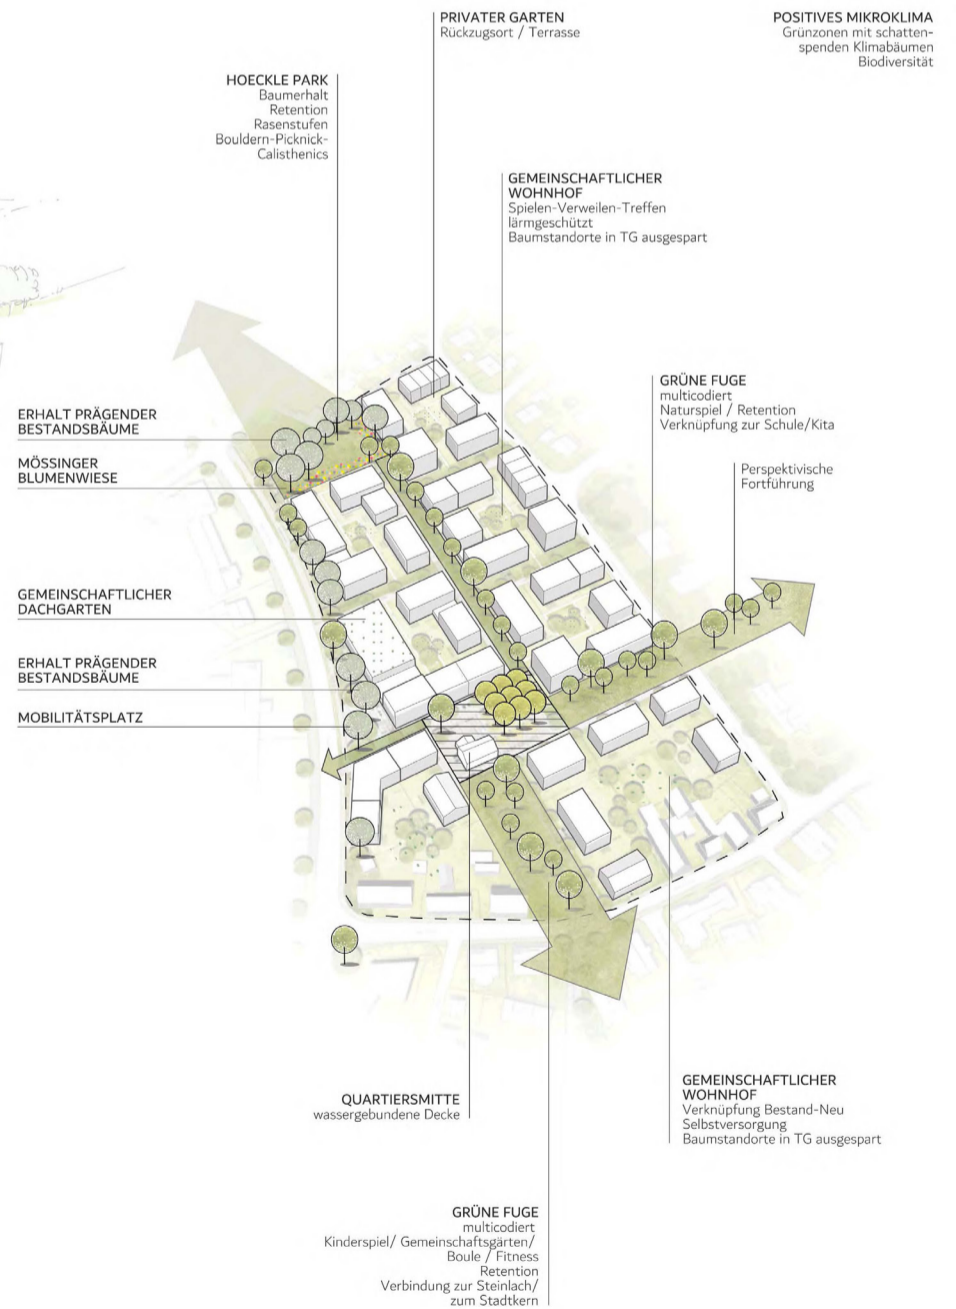 PRIVATER GARTEN
Rückzugsort / Terrasse
POSITIVES MIKROKLIMA
Grünzonen mit schatten-
spenden Klimabäumen
Biodiversität
HOECKLE PARK
Baumerhalt
Retention
Rasenstufen
Bouldern-Picknick-
Calisthenics
GEMEINSCHAFTLICHER
WOHNHOF
Spielen-Verweilen-Treffen
lärmgeschützt
Baumstandorte in TG ausgespart
GRÜNE FUGE
multicodiert
Naturspiel / Retention
Verknüpfung zur Schule/Kita
Perspektivische
Fortführung
ERHALT PRÄGENDER
BESTANDSBÄUME
MÖSSINGER
BLUMENWIESE
GEMEINSCHAFTLICHER
DACHGARTEN
ERHALT PRÄGENDER
BESTANDSBÄUME
MOBILITÄTSPLATZ
QUARTIERSMITTE
wassergebundene Decke
GEMEINSCHAFTLICHER
WOHNHOF
Verknüpfung Bestand-Neu
Selbstversorgung
Baumstandorte in TG ausgespart
GRÜNE FUGE
multicodiert
Kinderspiel/ Gemeinschaftsgärten/
Boule / Fitness
Retention
Verbindung zur Steinlach/
zum Stadtkern